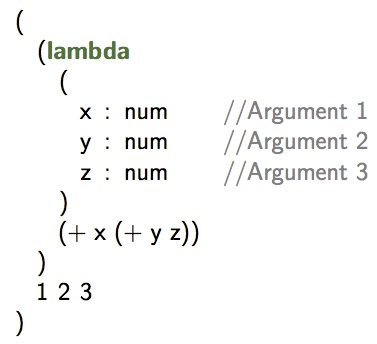 (
(lambda
(
x : num //Argument 1
y : num //Argument 2
z : num //Argument 3
)
(+ x (+ y z))
)
1 2 3
)